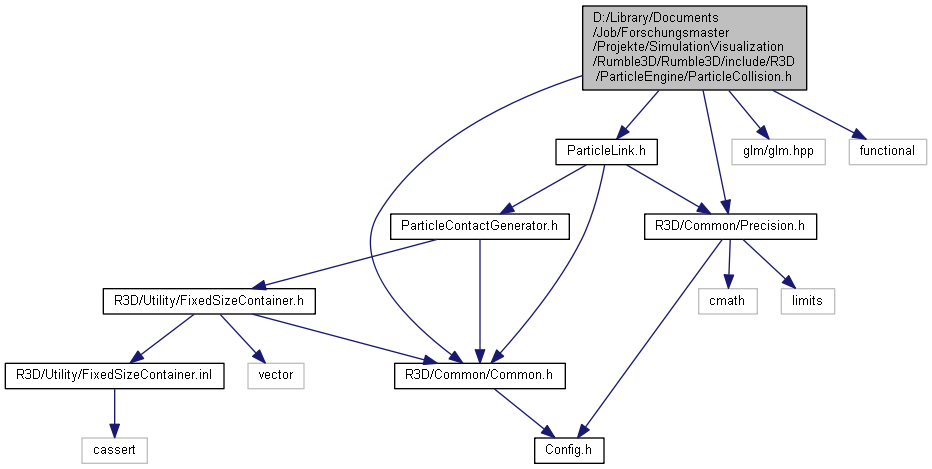 D:/Library/Documents
/Job/Forschungsmaster
/Projekte/SimulationVisualization
/Rumble3D/Rumble3D/include/R3D
/ParticleEngine/ParticleCollision.h
ParticleLink.h
glm/glm.hpp
functional
ParticleContactGenerator.h
R3D/Common/Precision.h
R3D/Utility/FixedSizeContainer.h
cmath
limits
R3D/Utility/FixedSizeContainer.inl
vector
R3D/Common/Common.h
cassert
Config.h